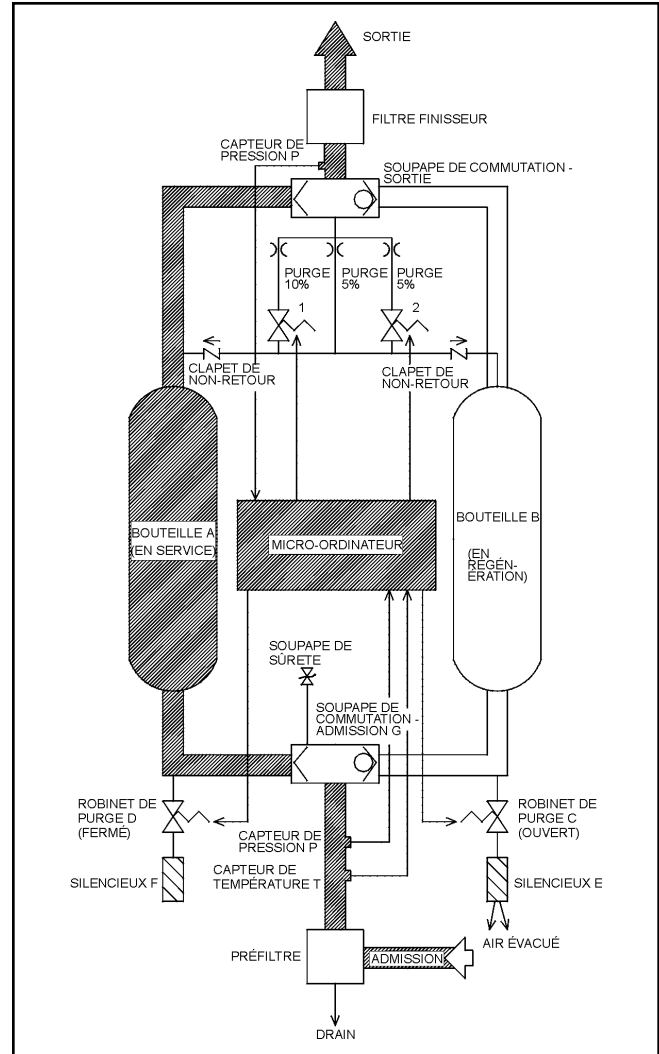 SORTIE
FILTRE FINISSEUR
CAPTEUR DE
PRESSION P
SOUPAPE DE COMMUTATION -
SORTIE
PURGE
10%
PURGE
5%
PURGE
5%
1
2
CLAPET DE
NON-RETOUR
CLAPET DE
NON-RETOUR
BOUTEILLE A
(EN SERVICE)
MICRO-ORDINATEUR
BOUTEILLE B
(EN
RÉGÉN-
ÉRATION)
SOUPAPE DE
SÛRETE
SOUPAPE DE
COMMUTATION -
ADMISSION G
ROBINET DE
PURGE D
(FERMÉ)
ROBINET DE
PURGE C
(OUVERT)
CAPTEUR DE
PRESSION P
CAPTEUR DE
TEMPÉRATURE T
SILENCIEUX F
SILENCIEUX E
AIR ÉVACUÉ
PRÉFILTRE
ADMISSION
DRAIN